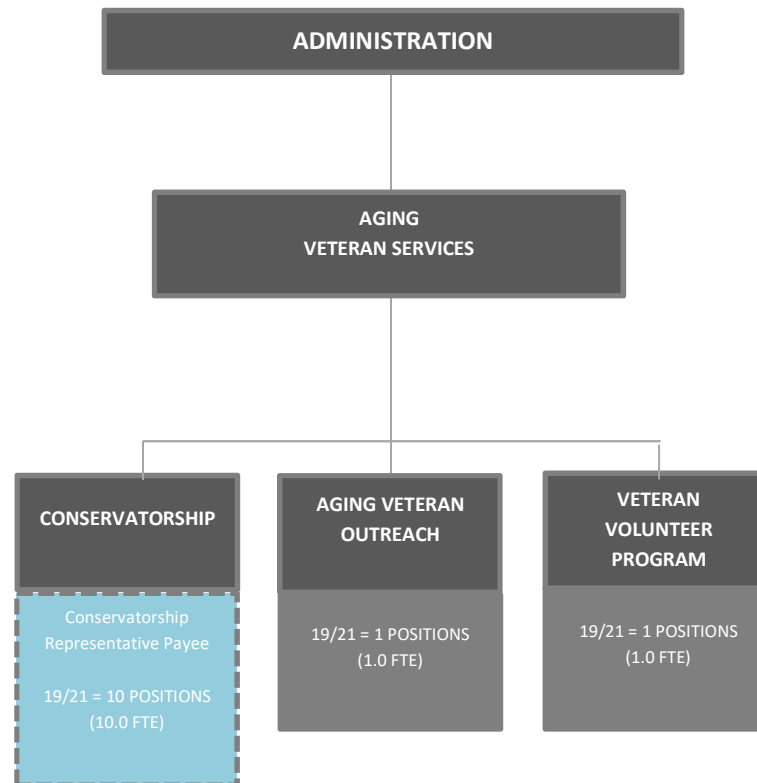 ADMINISTRATION
AGING
VETERAN SERVICES
CONSERVATORSHIP
Conservatorship
Representative Payee
19/21 = 10 POSITIONS
(10.0 FTE)
AGING VETERAN
OUTREACH
19/21 = 1 POSITIONS
(1.0 FTE)
VETERAN
VOLUNTEER
PROGRAM
19/21 = 1 POSITIONS
(1.0 FTE)